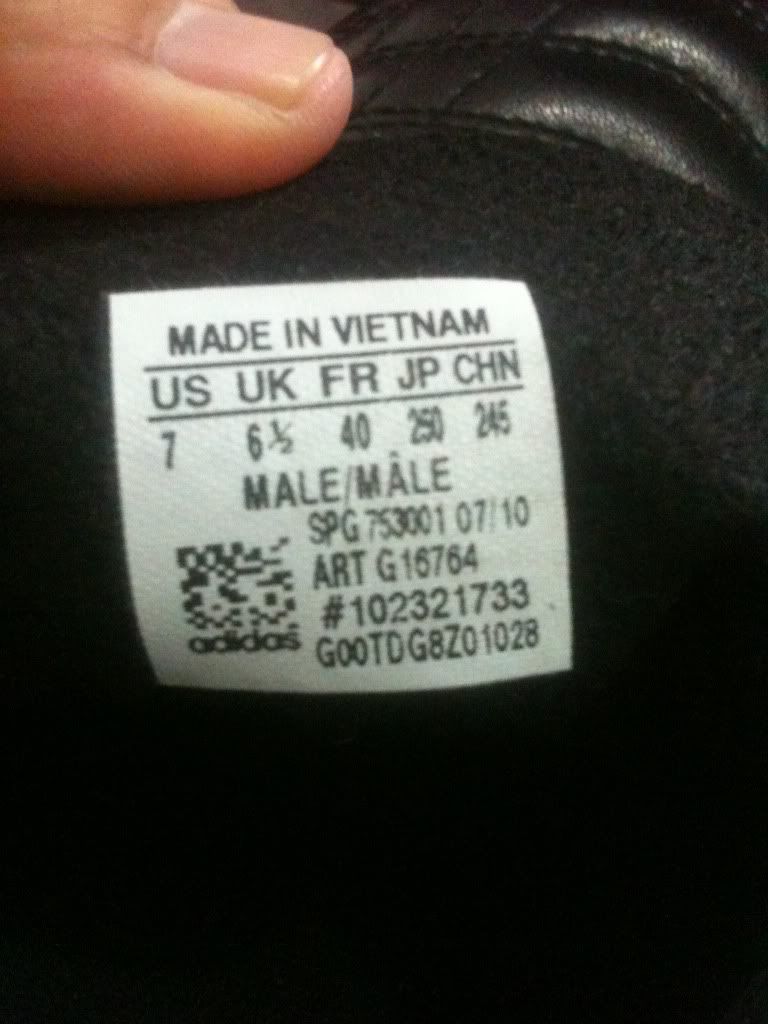 MADE IN VIETNAM
US UK FR JP CHN
7 6½ 40 250 245
MALE/MÂLE
SPG 753001 07/10
ART G16764
#102321733
adidas G00TDG8Z01028